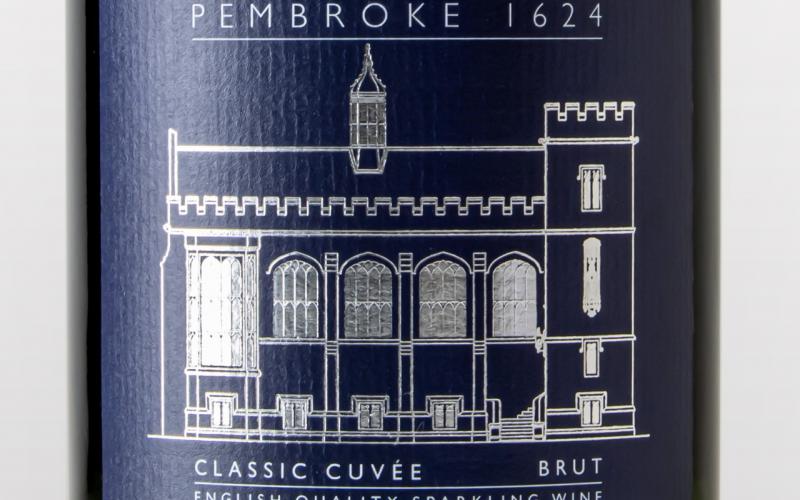 PEMBROKE 1624
CLASSIC CUVÉE BRUT
ENGLISH QUALITY SPARKLING WINE